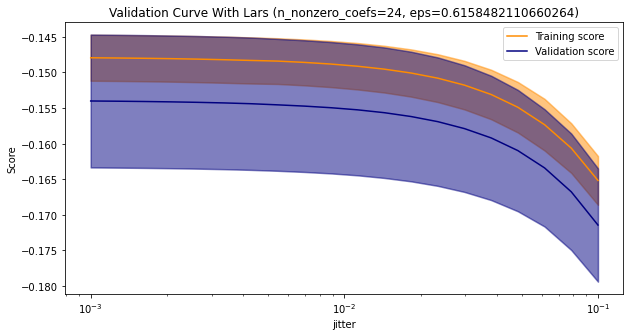 Validation Curve With Lars (n_nonzero_coefs=24, eps=0.6158482110660264)
Training score
Validation score
−0.145
−0.150
−0.155
−0.160
−0.165
−0.170
−0.175
−0.180
Score
10⁻³
10⁻²
10⁻¹
jitter